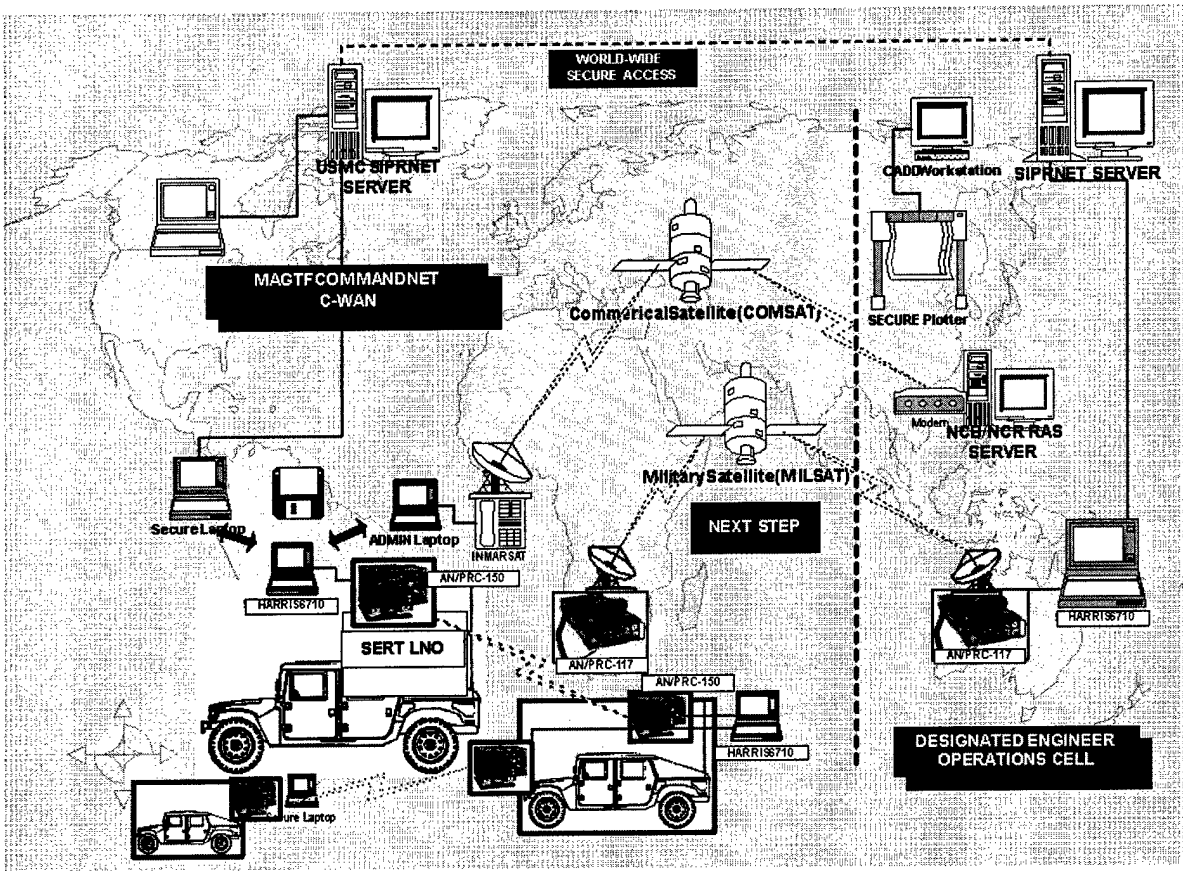 WORLD-WIDE
SECURE ACCESS
USMC SIPRNET
SERVER
CADDWorkstation
SIPRNET SERVER
MAGTFCOMMANDNET
C-WAN
CommericalSatellite(COMSAT)
SECURE Plotter
Modem
NCB/NCR RAS
SERVER
MilitarySatellite(MILSAT)
Secure Laptop
ADMIN Laptop
INMARSAT
NEXT STEP
AN/PRC-150
HARRIS6710
SERT LNO
AN/PRC-117
AN/PRC-117
HARRIS6710
AN/PRC-150
HARRIS6710
DESIGNATED ENGINEER
OPERATIONS CELL
Laptop